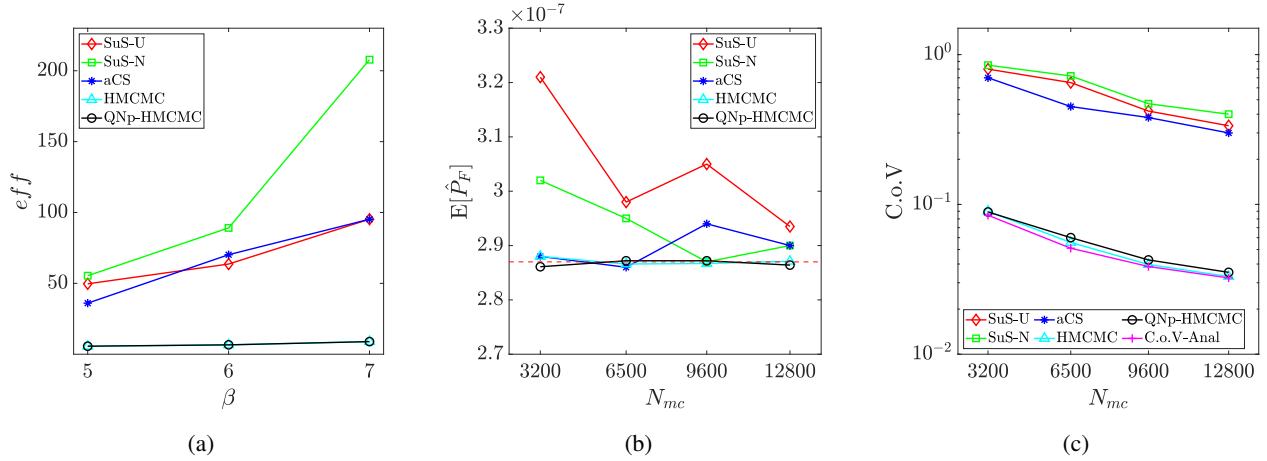 200
150
100
50
5
6
7
eff
β
SuS-U
SuS-N
aCS
HMCMC
QNp-HMCMC
(a)
×10⁻⁷
3.3
3.2
3.1
3
2.9
2.8
2.7
3200
6500
9600
12800
E[P̂_F]
N_mc
SuS-U
SuS-N
aCS
HMCMC
QNp-HMCMC
(b)
10⁰
10⁻¹
10⁻²
3200
6500
9600
12800
C.o.V
N_mc
SuS-U aCS QNp-HMCMC
SuS-N HMCMC C.o.V-Anal
(c)